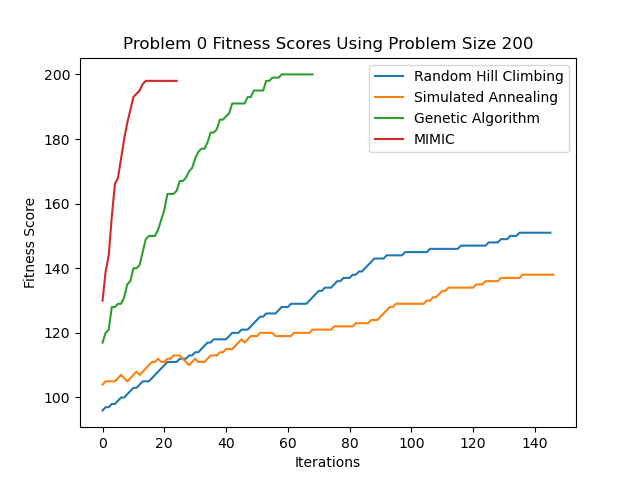 Problem 0 Fitness Scores Using Problem Size 200
Random Hill Climbing
Simulated Annealing
Genetic Algorithm
MIMIC
Fitness Score
200
180
160
140
120
100
0 20 40 60 80 100 120 140
Iterations